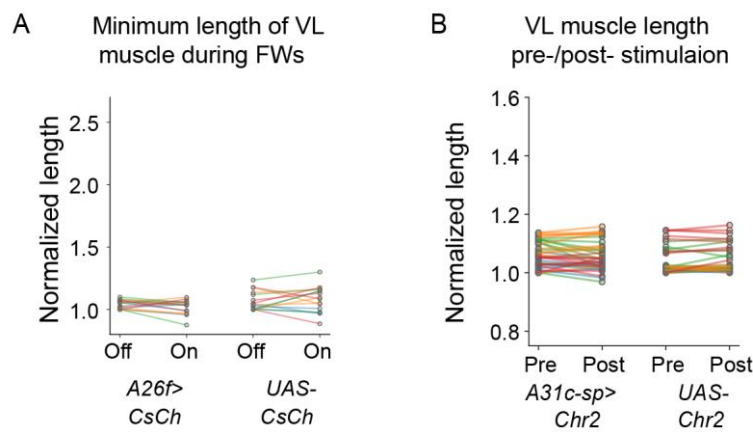 A
Minimum length of VL
muscle during FWs
Normalized length
2.5
2.0
1.5
1.0
Off On Off On
A26f>
CsCh
UAS-
CsCh
B
VL muscle length
pre-/post- stimulaion
Normalized length
1.6
1.4
1.2
1.0
0.8
Pre Post Pre Post
A31c-sp>
Chr2
UAS-
Chr2